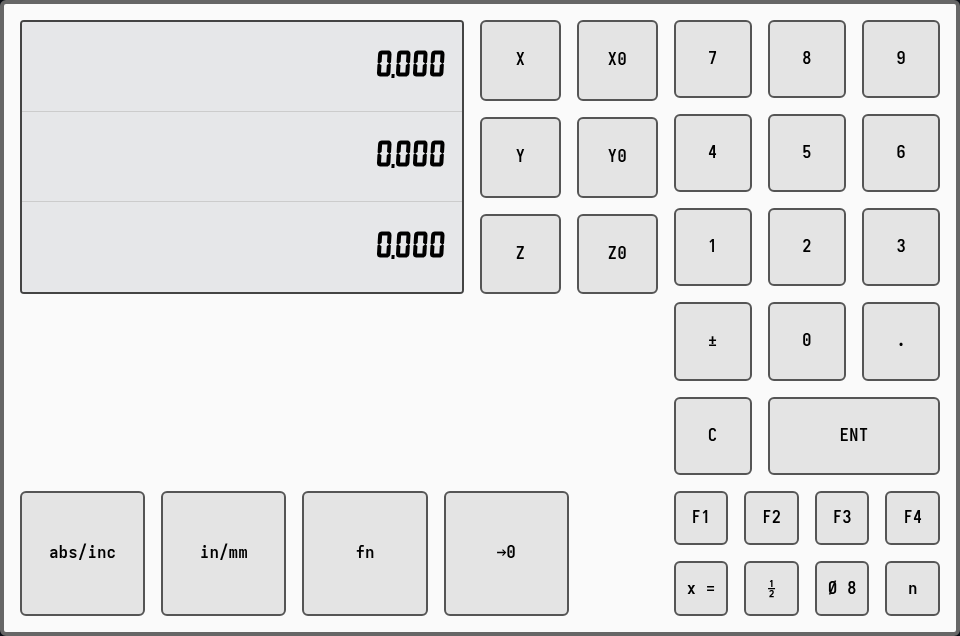 0.000
0.000
0.000
X X0 7 8 9
Y Y0 4 5 6
Z Z0 1 2 3
± 0 .
C ENT
abs/inc in/mm fn →0
F1 F2 F3 F4
x = ½ Ø 8 n